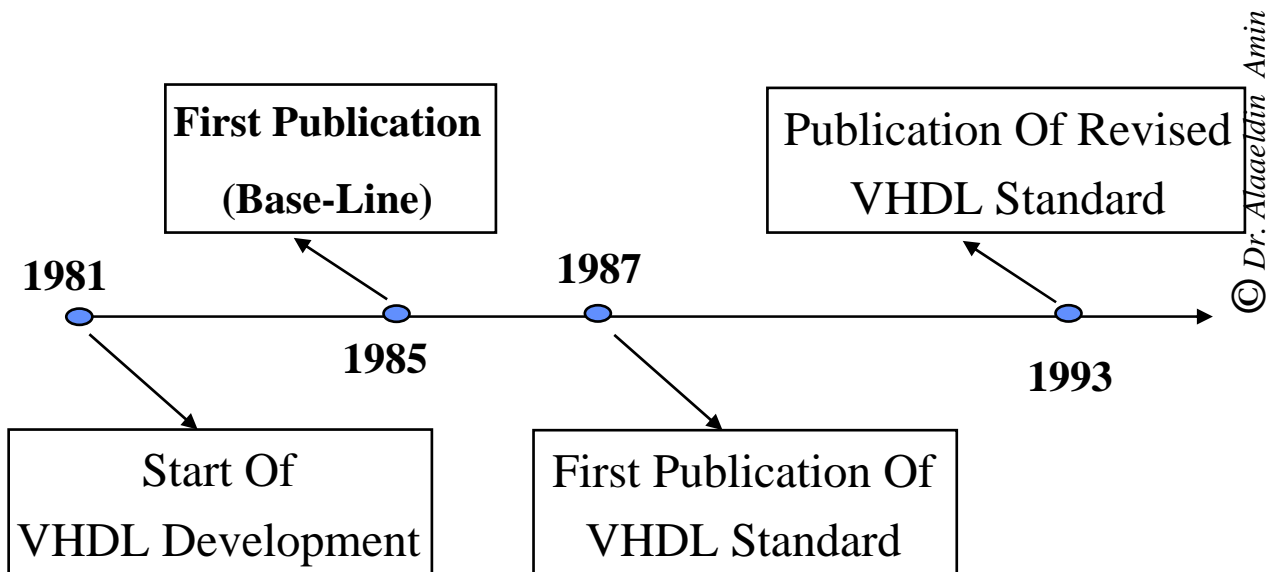 First Publication
(Base-Line)
Publication Of Revised
VHDL Standard
© Dr. Alaaeldin Amin
1981
1987
1985
1993
Start Of
VHDL Development
First Publication Of
VHDL Standard